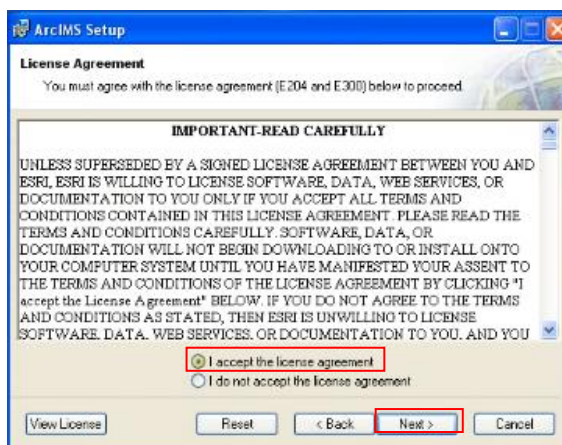 ArcIMS Setup
License Agreement
You must agree with the license agreement (E204 and E300) below to proceed.
IMPORTANT-READ CAREFULLY
UNLESS SUPERSEDED BY A SIGNED LICENSE AGREEMENT BETWEEN YOU AND
ESRI, ESRI IS WILLING TO LICENSE SOFTWARE, DATA, WEB SERVICES, OR
DOCUMENTATION TO YOU ONLY IF YOU ACCEPT ALL TERMS AND
CONDITIONS CONTAINED IN THIS LICENSE AGREEMENT. PLEASE READ THE
TERMS AND CONDITIONS CAREFULLY. SOFTWARE, DATA, OR
DOCUMENTATION WILL NOT BEGIN DOWNLOADING TO OR INSTALL ONTO
YOUR COMPUTER SYSTEM UNTIL YOU HAVE MANIFESTED YOUR ASSENT TO
THE TERMS AND CONDITIONS OF THE LICENSE AGREEMENT BY CLICKING "I
accept the License Agreement" BELOW. IF YOU DO NOT AGREE TO THE TERMS
AND CONDITIONS AS STATED, THEN ESRI IS UNWILLING TO LICENSE
SOFTWARE, DATA, WEB SERVICES, OR DOCUMENTATION TO YOU, AND YOU
I accept the license agreement
I do not accept the license agreement
View License Reset < Back Next > Cancel